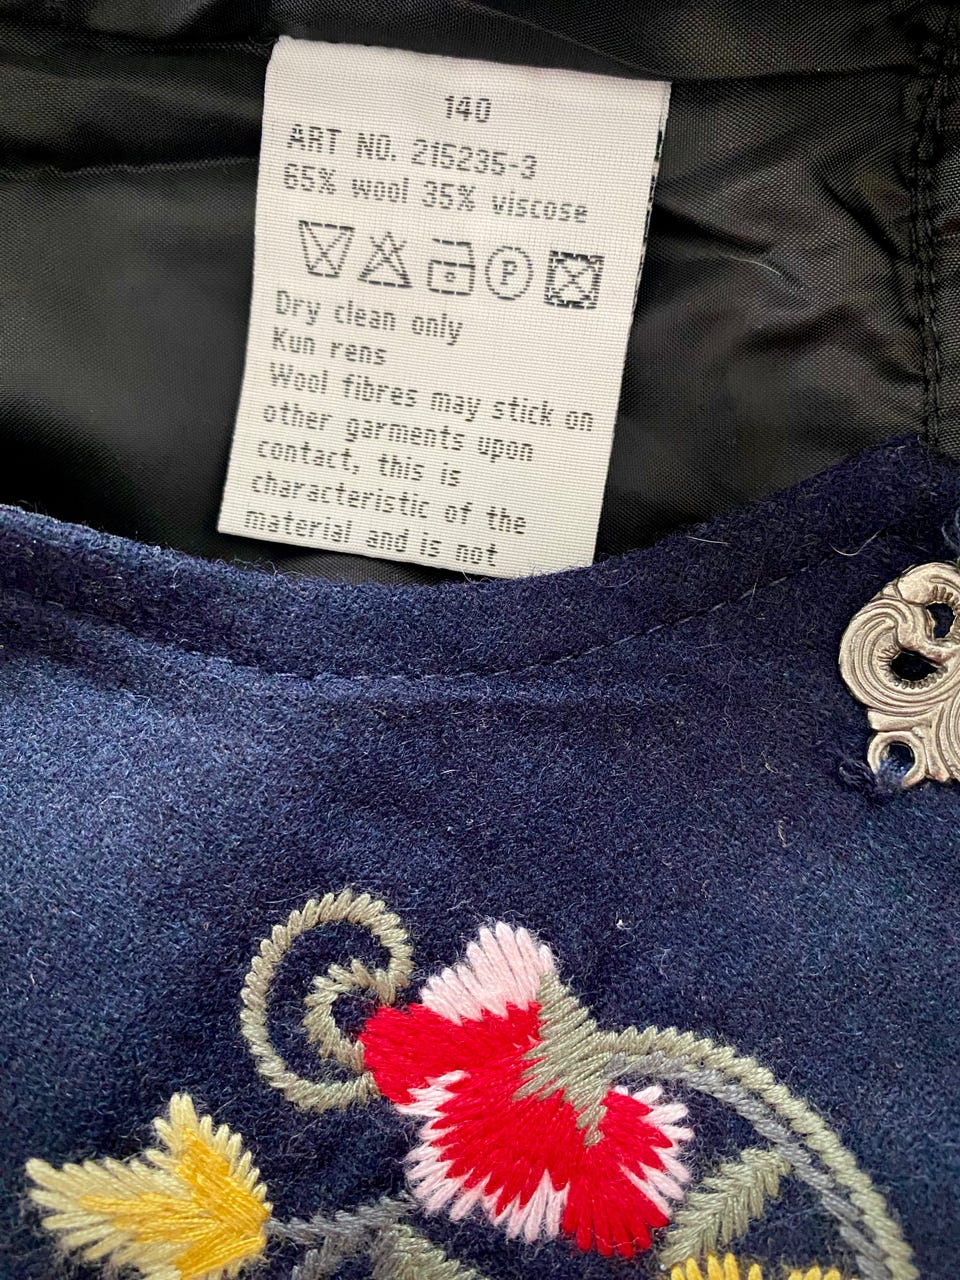 140
ART NO. 215235-3
65% wool 35% viscose
P
Dry clean only
Kun rens
Wool fibres may stick on
other garments upon
contact, this is
characteristic of the
material and is not